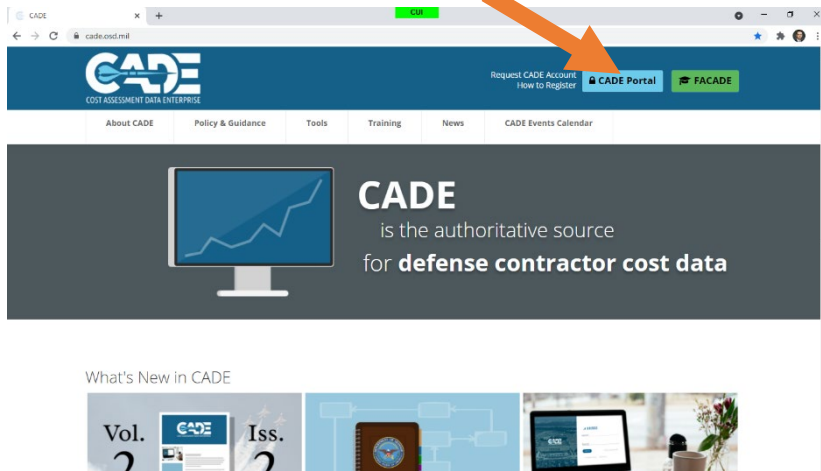 CADE
CUI
cade.osd.mil
CADE
COST ASSESSMENT DATA ENTERPRISE
Request CADE Account
How to Register
CADE Portal
FACADE
About CADE
Policy & Guidance
Tools
Training
News
CADE Events Calendar
CADE
is the authoritative source
for defense contractor cost data
What's New in CADE
Vol.
CADE
Iss.
2
2
CADE